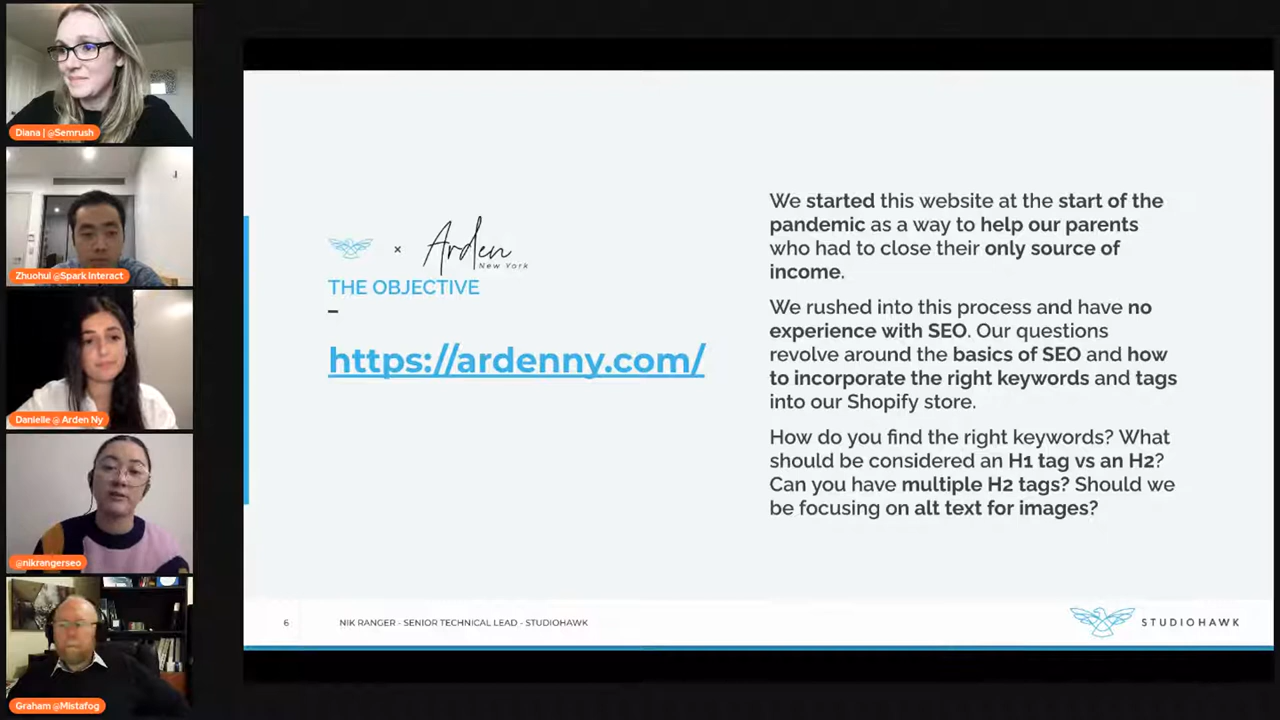 Diana | @Semrush
Zhuohui @Spark Interact
Danielle @ Arden Ny
@nikrangerseo
Graham @Mistafog
× Arden
New York
THE OBJECTIVE
–
https://ardenny.com/
We started this website at the start of the
pandemic as a way to help our parents
who had to close their only source of
income.
We rushed into this process and have no
experience with SEO. Our questions
revolve around the basics of SEO and how
to incorporate the right keywords and tags
into our Shopify store.
How do you find the right keywords? What
should be considered an H1 tag vs an H2?
Can you have multiple H2 tags? Should we
be focusing on alt text for images?
6
NIK RANGER - SENIOR TECHNICAL LEAD - STUDIOHAWK
STUDIOHAWK